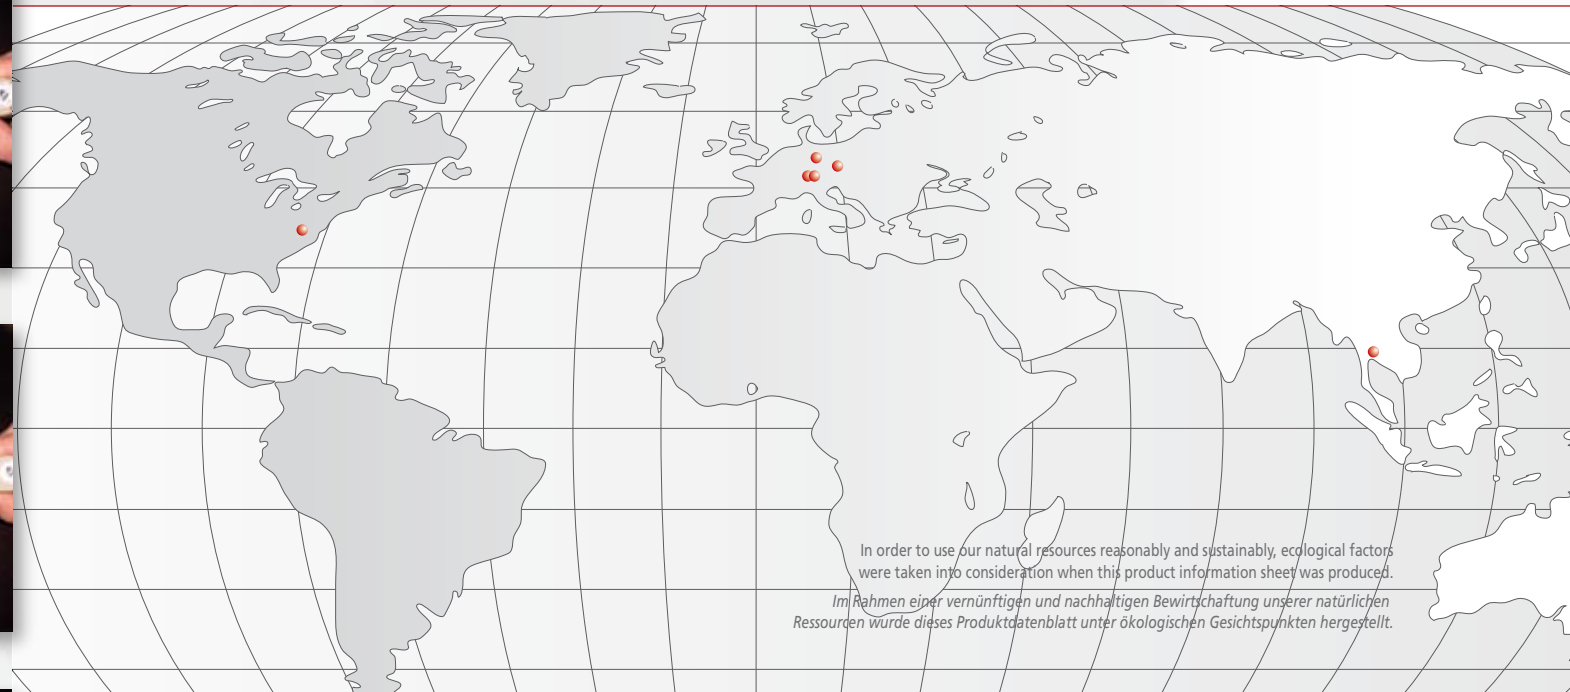 In order to use our natural resources reasonably and sustainably, ecological factors
were taken into consideration when this product information sheet was produced.
Im Rahmen einer vernünftigen und nachhaltigen Bewirtschaftung unserer natürlichen
Ressourcen wurde dieses Produktdatenblatt unter ökologischen Gesichtspunkten hergestellt.